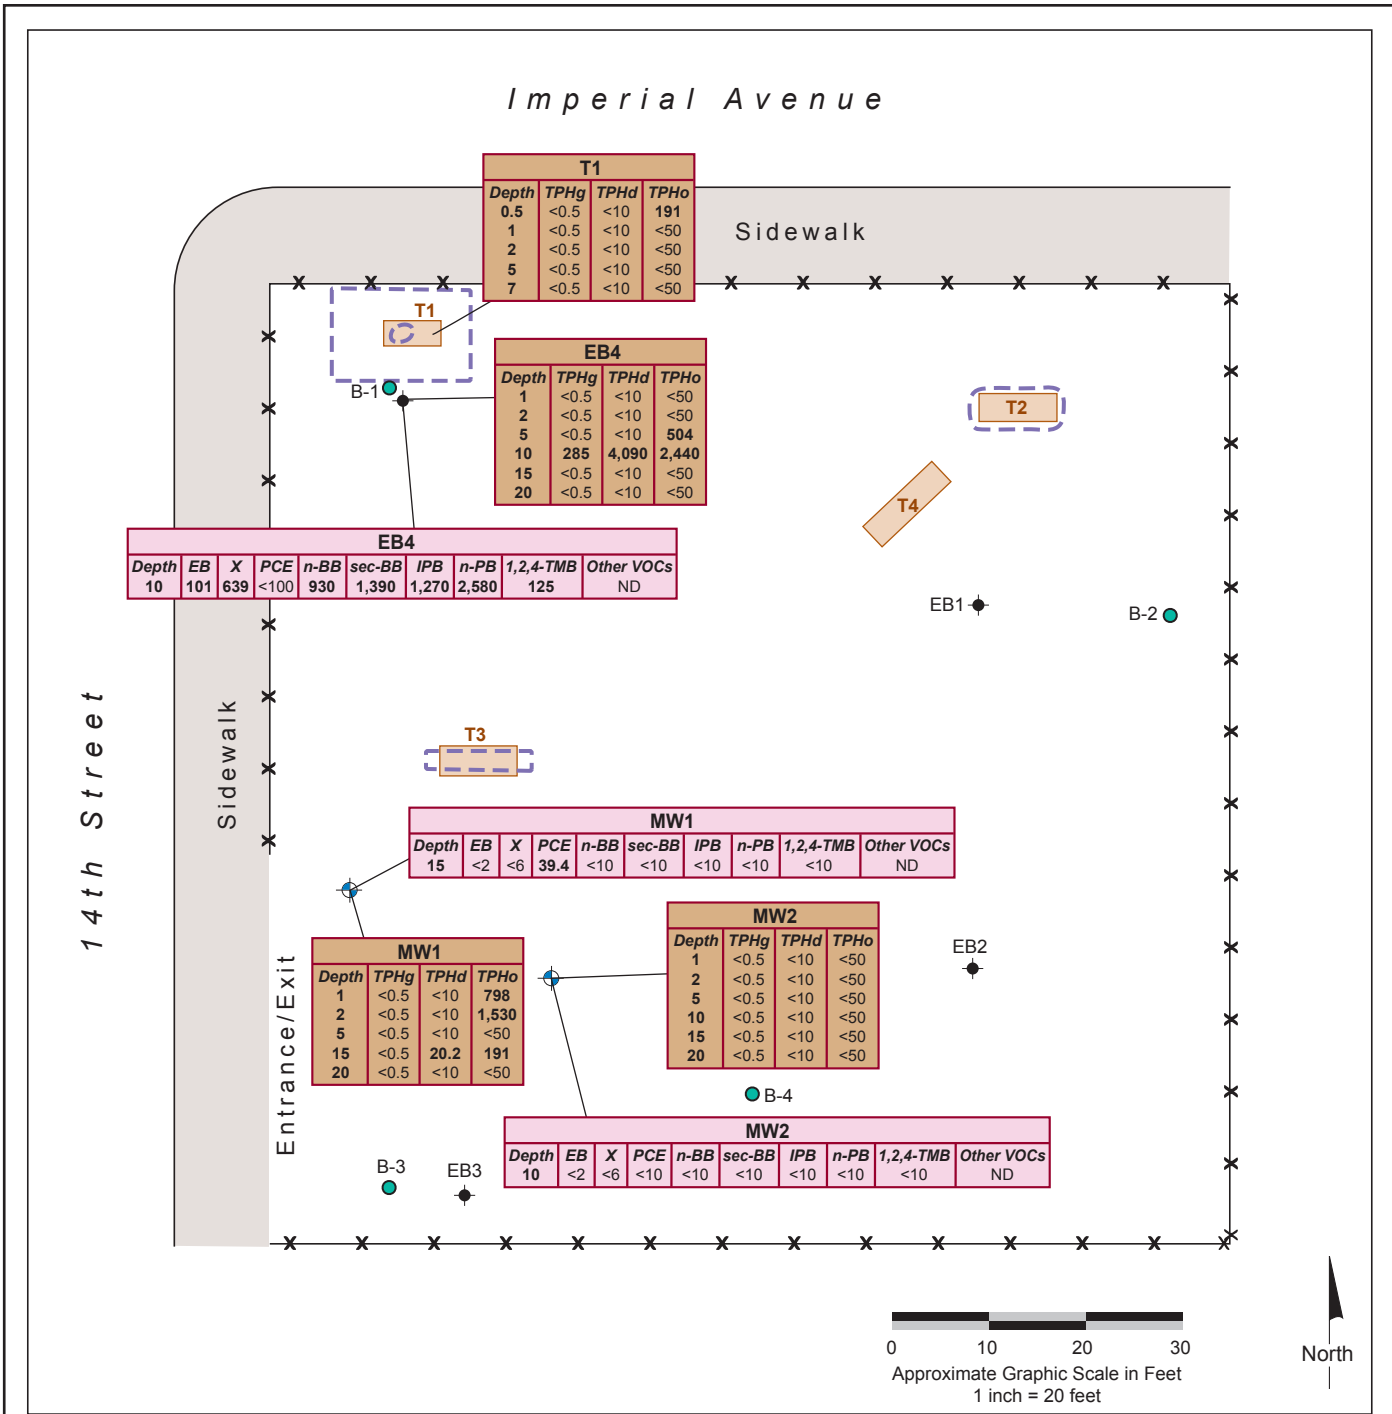 Imperial Avenue
T1
Depth TPHg TPHd TPHo
0.5 <0.5 <10 191
1 <0.5 <10 <50
2 <0.5 <10 <50
5 <0.5 <10 <50
7 <0.5 <10 <50
Sidewalk
T1
B-1
EB4
Depth TPHg TPHd TPHo
1 <0.5 <10 <50
2 <0.5 <10 <50
5 <0.5 <10 504
10 285 4,090 2,440
15 <0.5 <10 <50
20 <0.5 <10 <50
T2
T4
EB4
Depth EB X PCE n-BB sec-BB IPB n-PB 1,2,4-TMB Other VOCs
10 101 639 <100 930 1,390 1,270 2,580 125 ND
EB1
B-2
14th Street
Sidewalk
T3
MW1
Depth EB X PCE n-BB sec-BB IPB n-PB 1,2,4-TMB Other VOCs
15 <2 <6 39.4 <10 <10 <10 <10 <10 ND
MW1
Depth TPHg TPHd TPHo
1 <0.5 <10 798
2 <0.5 <10 1,530
5 <0.5 <10 <50
15 <0.5 20.2 191
20 <0.5 <10 <50
MW2
Depth TPHg TPHd TPHo
1 <0.5 <10 <50
2 <0.5 <10 <50
5 <0.5 <10 <50
10 <0.5 <10 <50
15 <0.5 <10 <50
20 <0.5 <10 <50
EB2
Entrance/Exit
B-4
MW2
Depth EB X PCE n-BB sec-BB IPB n-PB 1,2,4-TMB Other VOCs
10 <2 <6 <10 <10 <10 <10 <10 <10 ND
B-3
EB3
0 10 20 30
Approximate Graphic Scale in Feet
1 inch = 20 feet
North